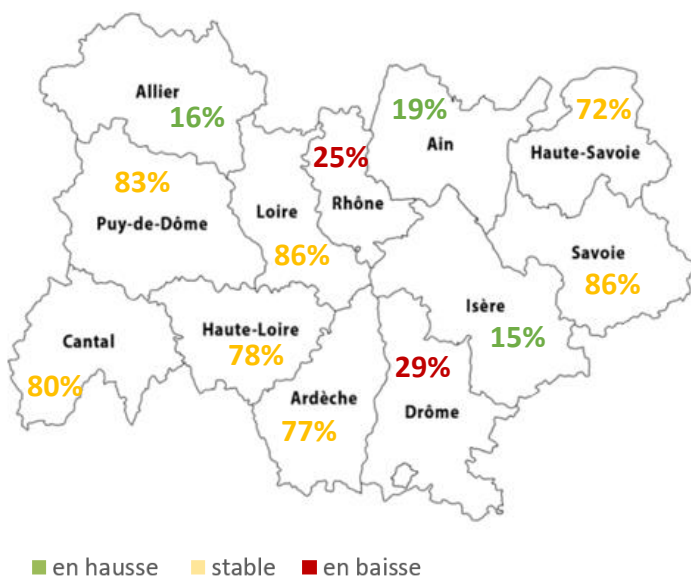 Allier
16%
19%
Ain
72%
Haute-Savoie
25%
Rhône
83%
Puy-de-Dôme
Loire
86%
Savoie
86%
Isère
15%
Cantal
80%
Haute-Loire
78%
Ardèche
77%
29%
Drôme
en hausse stable en baisse